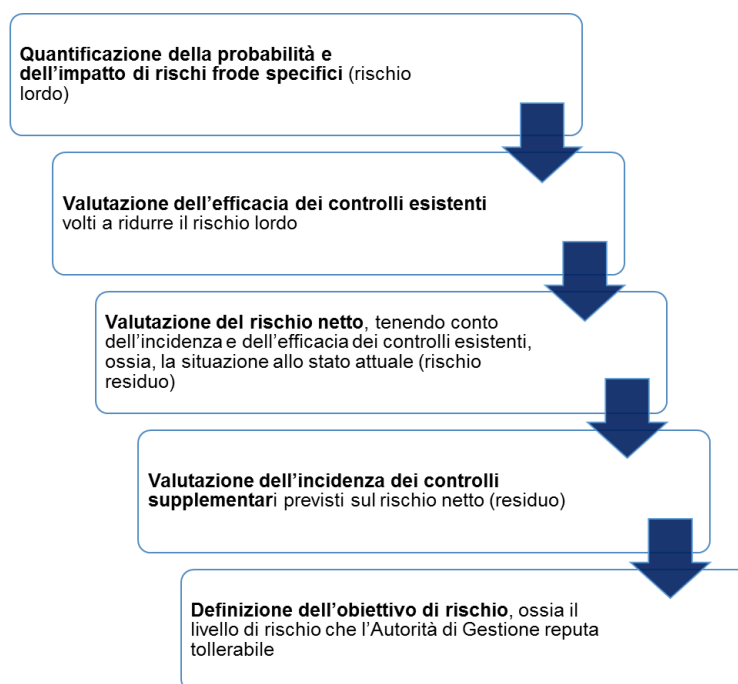 Quantificazione della probabilità e
dell'impatto di rischi frode specifici (rischio
lordo)
Valutazione dell'efficacia dei controlli esistenti
volti a ridurre il rischio lordo
Valutazione del rischio netto, tenendo conto
dell'incidenza e dell'efficacia dei controlli esistenti,
ossia, la situazione allo stato attuale (rischio
residuo)
Valutazione dell'incidenza dei controlli
supplementari previsti sul rischio netto (residuo)
Definizione dell'obiettivo di rischio, ossia il
livello di rischio che l'Autorità di Gestione reputa
tollerabile